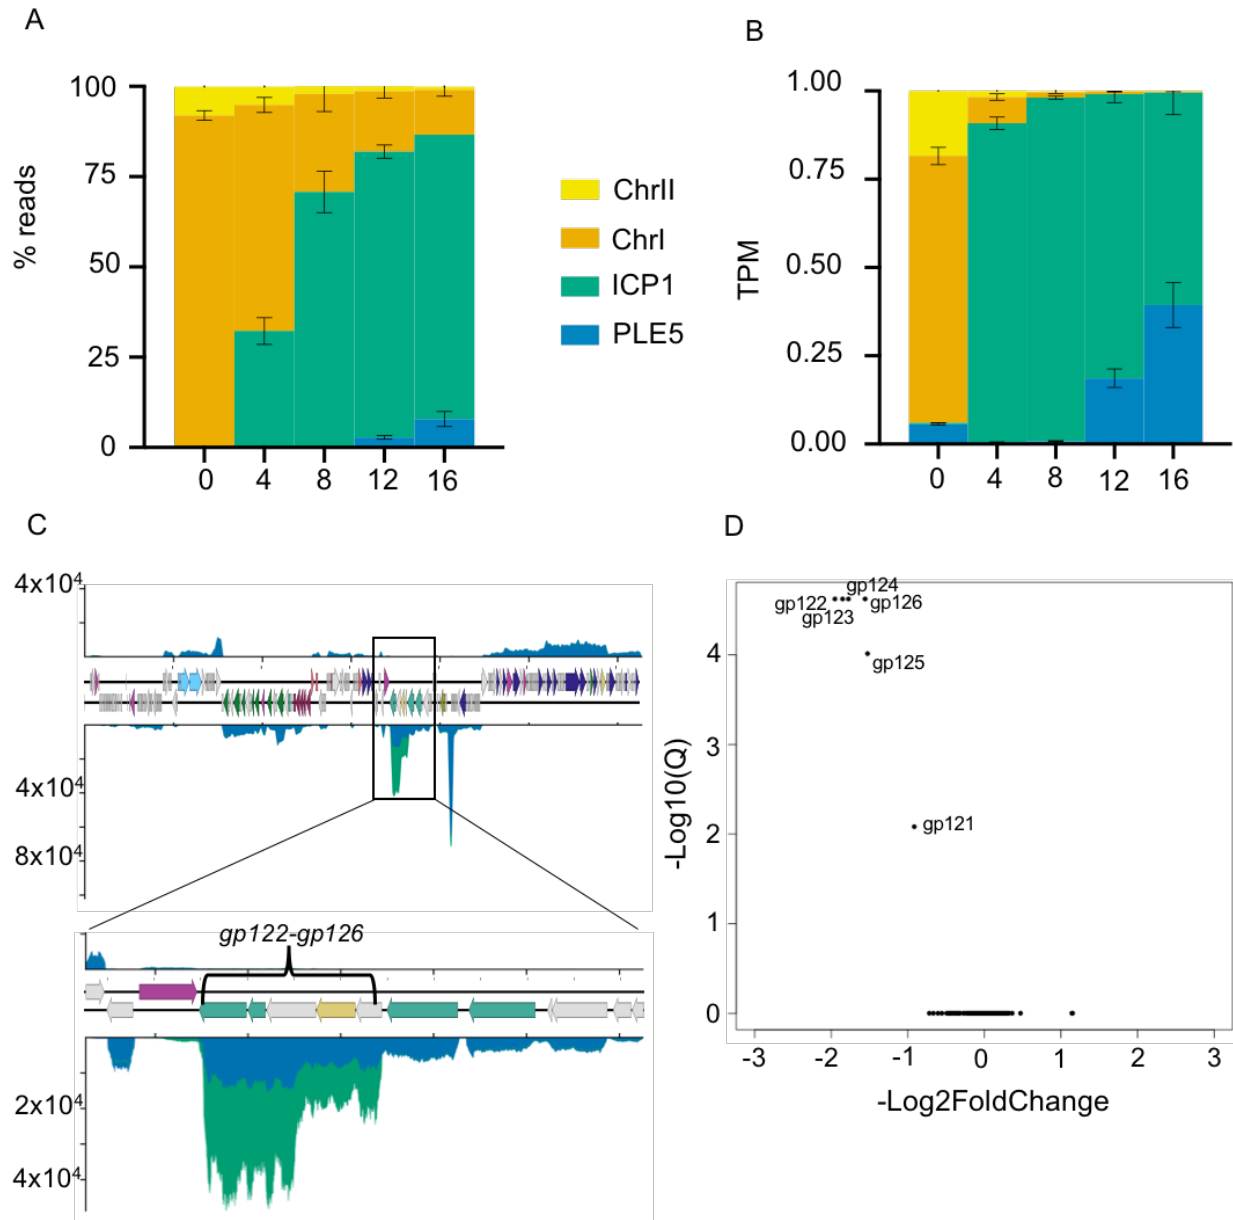 A
% reads
100
75
50
25
0
0 4 8 12 16
ChrII
ChrI
ICP1
PLE5
B
TPM
1.00
0.75
0.50
0.25
0.00
0 4 8 12 16
C
4x10⁴
4x10⁴
8x10⁴
gp122-gp126
2x10⁴
4x10⁴
D
gp124
gp122
gp126
gp123
gp125
gp121
-Log10(Q)
4
3
2
1
0
-3 -2 -1 0 1 2 3
-Log2FoldChange